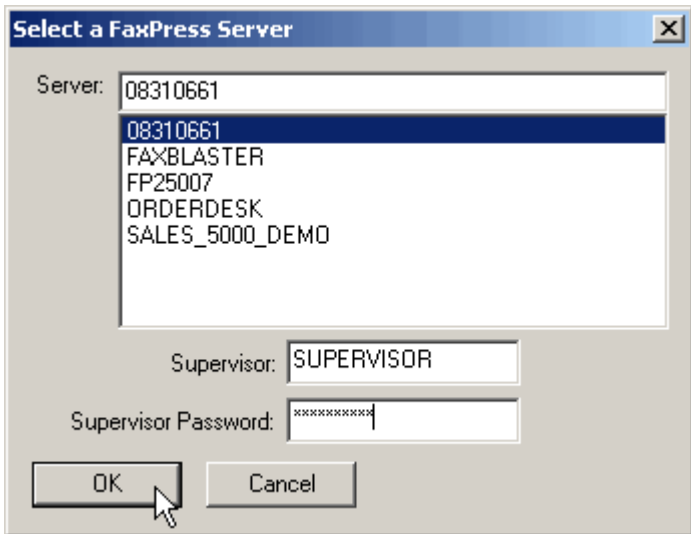 Select a FaxPress Server
Server: 08310661
08310661
FAXBLASTER
FP25007
ORDERDESK
SALES_5000_DEMO
Supervisor: SUPERVISOR
Supervisor Password: **********
OK Cancel